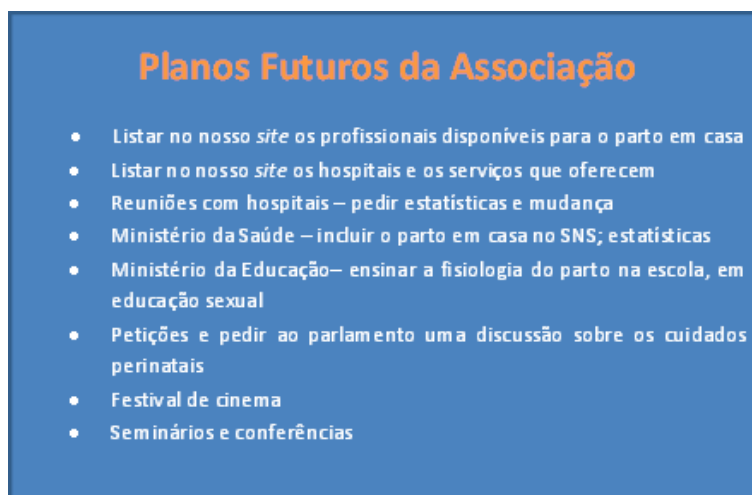 Planos Futuros da Associação
• Listar no nosso site os profissionais disponíveis para o parto em casa
• Listar no nosso site os hospitais e os serviços que oferecem
• Reuniões com hospitais – pedir estatísticas e mudança
• Ministério da Saúde – incluir o parto em casa no SNS; estatísticas
• Ministério da Educação– ensinar a fisiologia do parto na escola, em
educação sexual
• Petições e pedir ao parlamento uma discussão sobre os cuidados
perinatais
• Festival de cinema
• Seminários e conferências